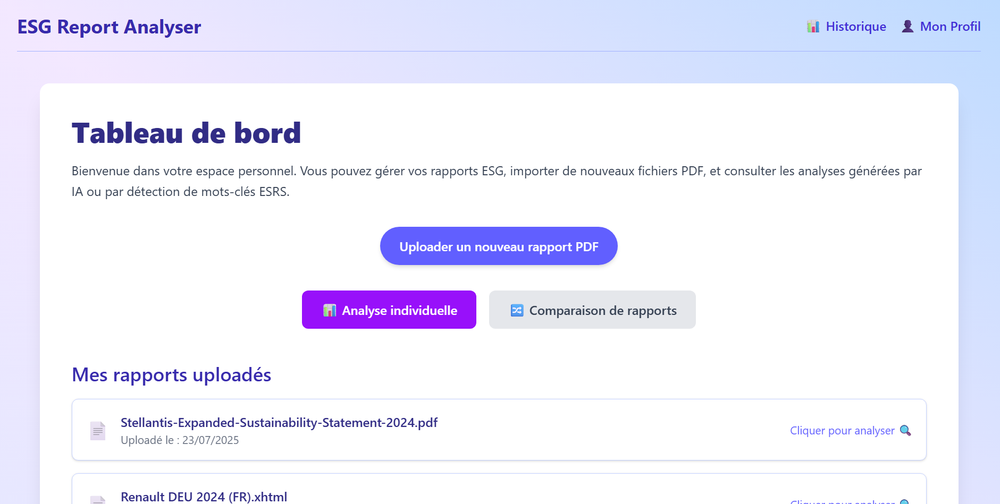 ESG Report Analyser
Historique
Mon Profil
Tableau de bord
Bienvenue dans votre espace personnel. Vous pouvez gérer vos rapports ESG, importer de nouveaux fichiers PDF, et consulter les analyses générées par
IA ou par détection de mots-clés ESRS.
Uploader un nouveau rapport PDF
Analyse individuelle
Comparaison de rapports
Mes rapports uploadés
Stellantis-Expanded-Sustainability-Statement-2024.pdf
Uploadé le : 23/07/2025
Cliquer pour analyser
Renault DEU 2024 (FR).xhtml
Cliquer pour analyser